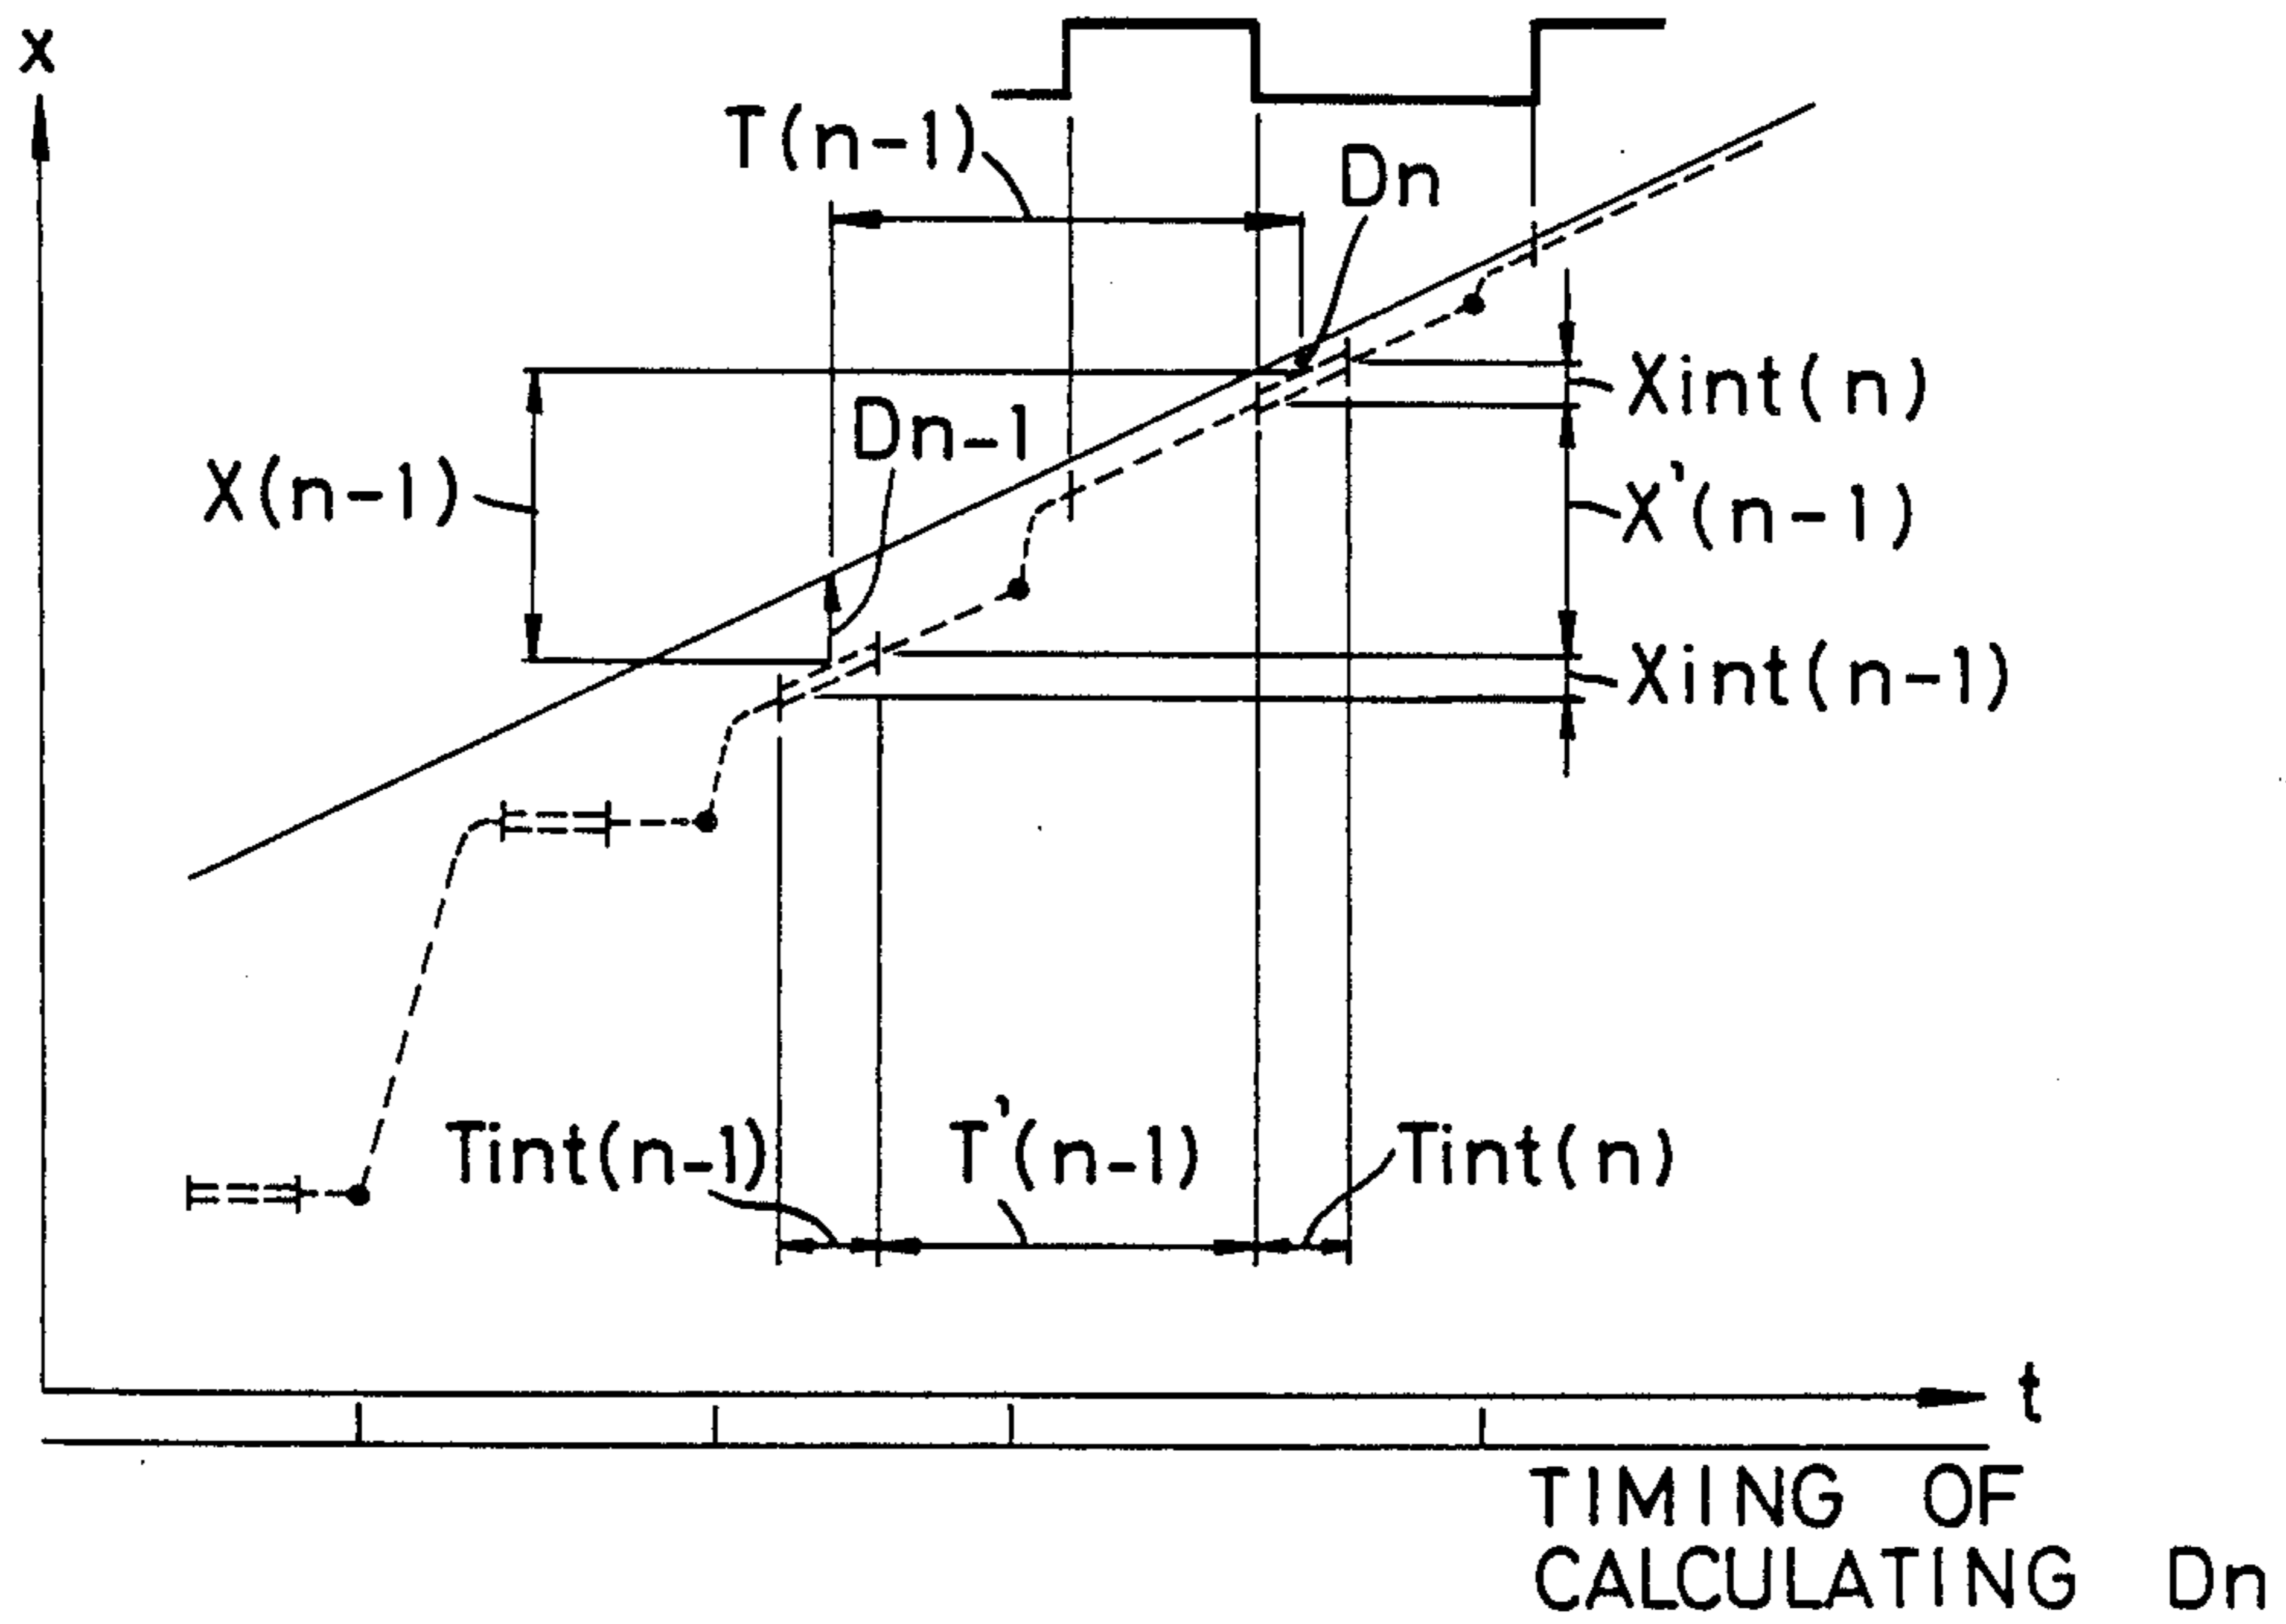 x
T(n-1)
Dn
Xint(n)
Dn-1
X(n-1)
X'(n-1)
Xint(n-1)
Tint(n-1)
T'(n-1)
Tint(n)
t
TIMING OF
CALCULATING Dn